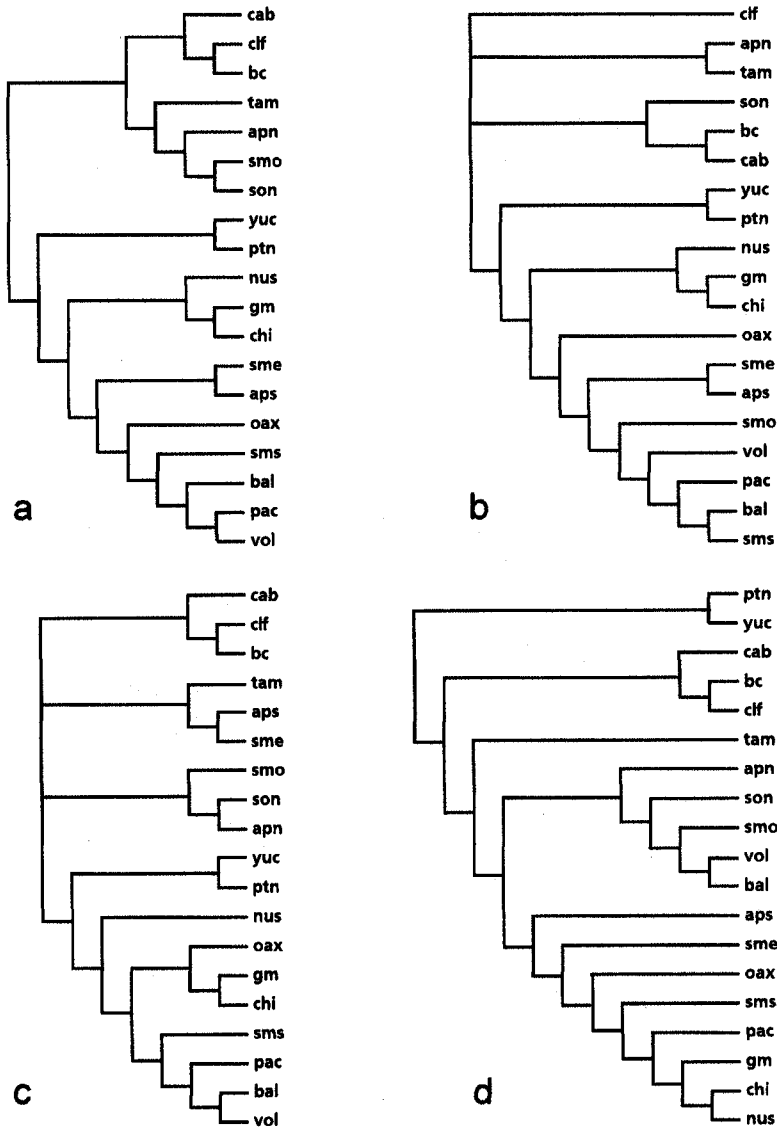 cab
clf
bc
tam
apn
smo
son
yuc
ptn
nus
gm
chi
sme
aps
oax
sms
bal
pac
vol
a
clf
apn
tam
son
bc
cab
yuc
ptn
nus
gm
chi
oax
sme
aps
smo
vol
pac
bal
sms
b
cab
clf
bc
tam
aps
sme
smo
son
apn
yuc
ptn
nus
oax
gm
chi
sms
pac
bal
vol
c
ptn
yuc
cab
bc
clf
tam
apn
son
smo
vol
bal
aps
sme
oax
sms
pac
gm
chi
nus
d